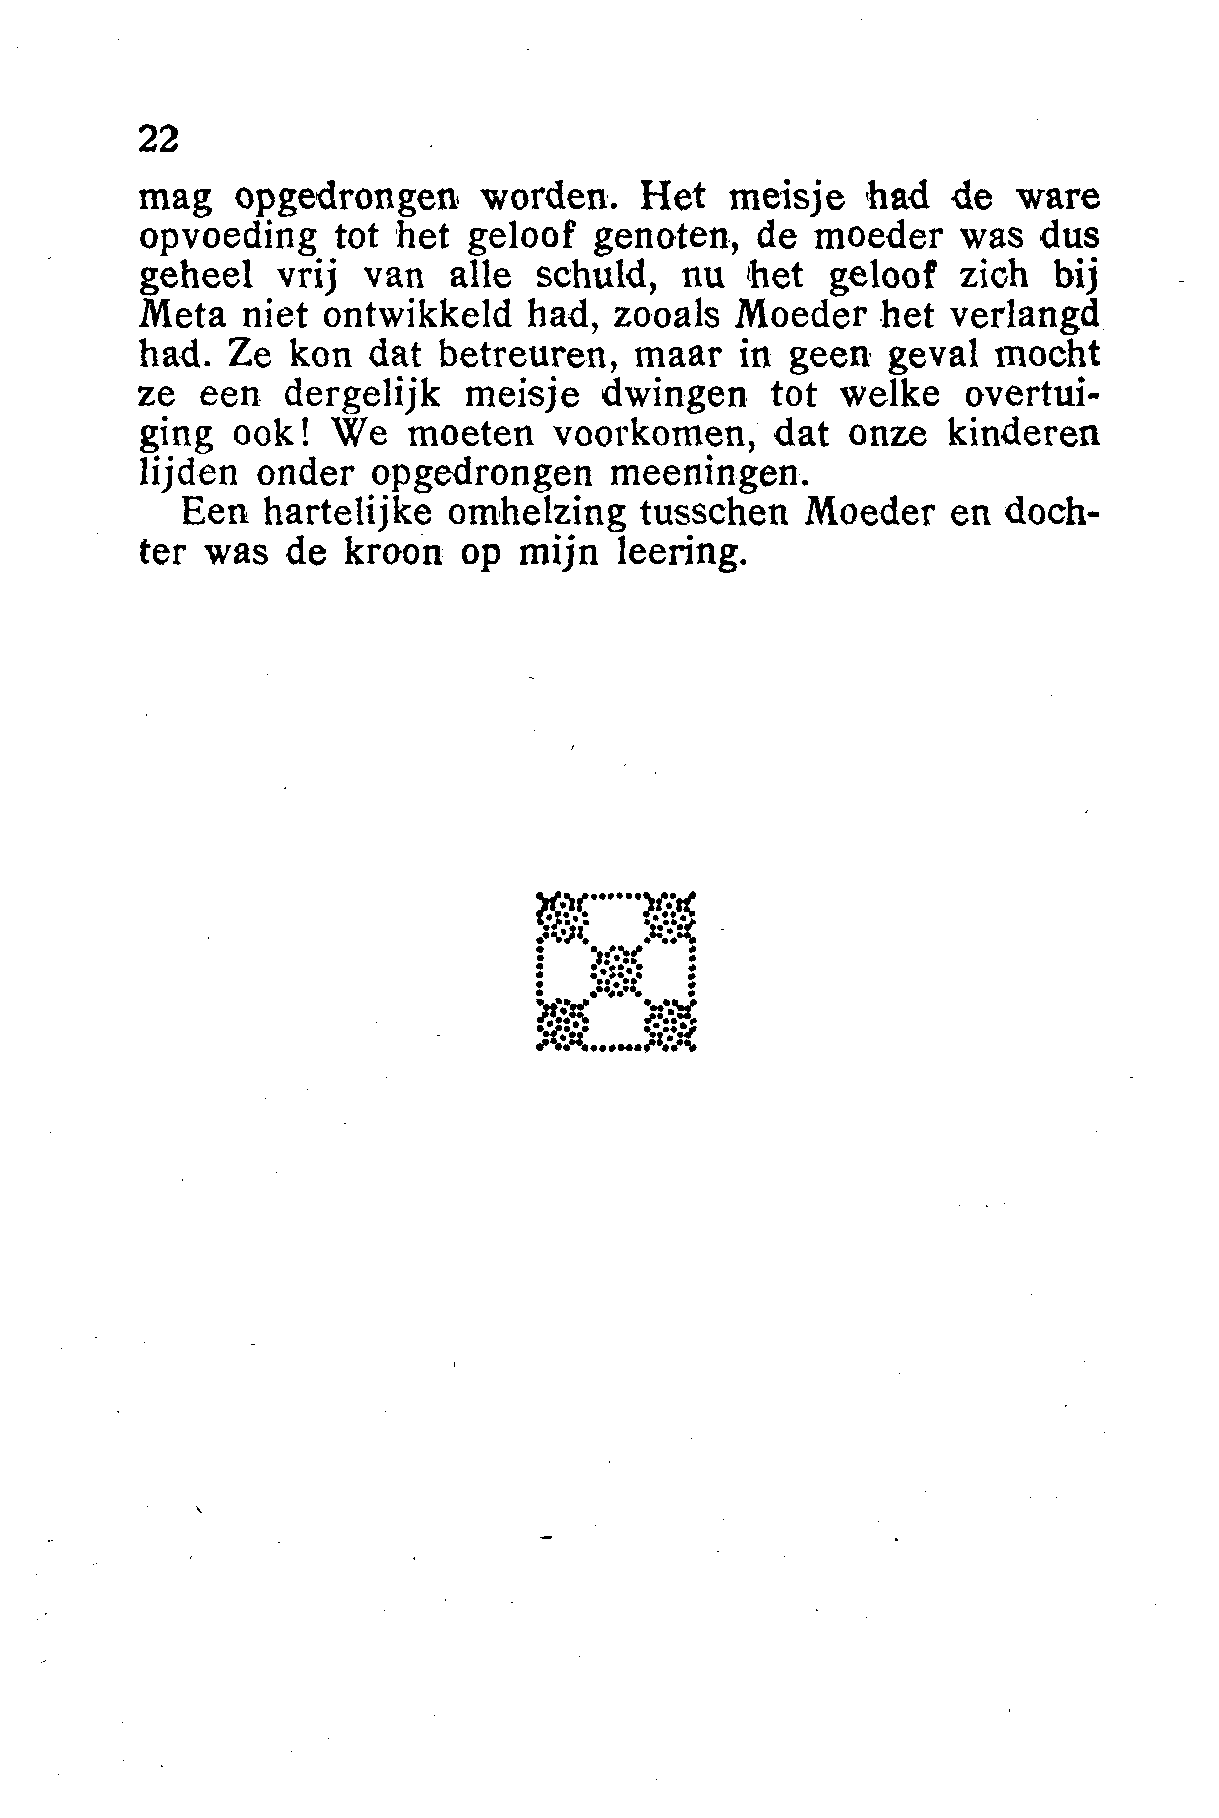 22
mag opgedrongen worden. Het meisje had de ware
opvoeding tot het geloof genoten, de moeder was dus
geheel vrij van alle schuld, nu het geloof zich bij
Meta niet ontwikkeld had, zooals Moeder het verlangd
had. Ze kon dat betreuren, maar in geen geval mocht
ze een dergelijk meisje dwingen tot welke overtui-
ging ook! We moeten voorkomen, dat onze kinderen
lijden onder opgedrongen meeningen.
Een hartelijke omhelzing tusschen Moeder en doch-
ter was de kroon op mijn leering.